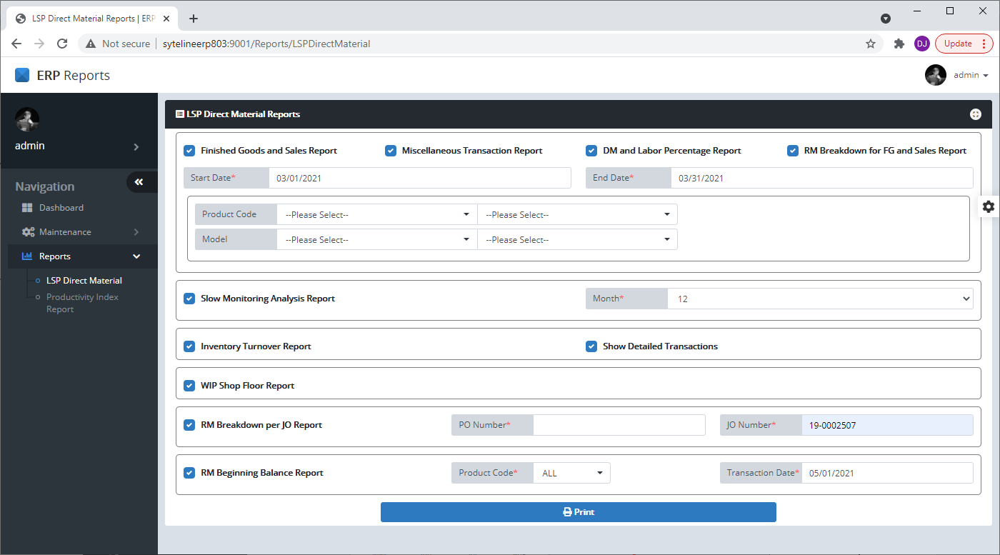 LSP Direct Material Reports | ERP
Not secure sytelineerp803:9001/Reports/LSPDirectMaterial
DJ
Update
ERP Reports
admin
admin
Navigation
Dashboard
Maintenance
Reports
LSP Direct Material
Productivity Index
Report
LSP Direct Material Reports
Finished Goods and Sales Report
Miscellaneous Transaction Report
DM and Labor Percentage Report
RM Breakdown for FG and Sales Report
Start Date* 03/01/2021
End Date* 03/31/2021
Product Code --Please Select-- --Please Select--
Model --Please Select-- --Please Select--
Slow Monitoring Analysis Report
Month* 12
Inventory Turnover Report
Show Detailed Transactions
WIP Shop Floor Report
RM Breakdown per JO Report
PO Number*
JO Number* 19-0002507
RM Beginning Balance Report
Product Code* ALL
Transaction Date* 05/01/2021
Print